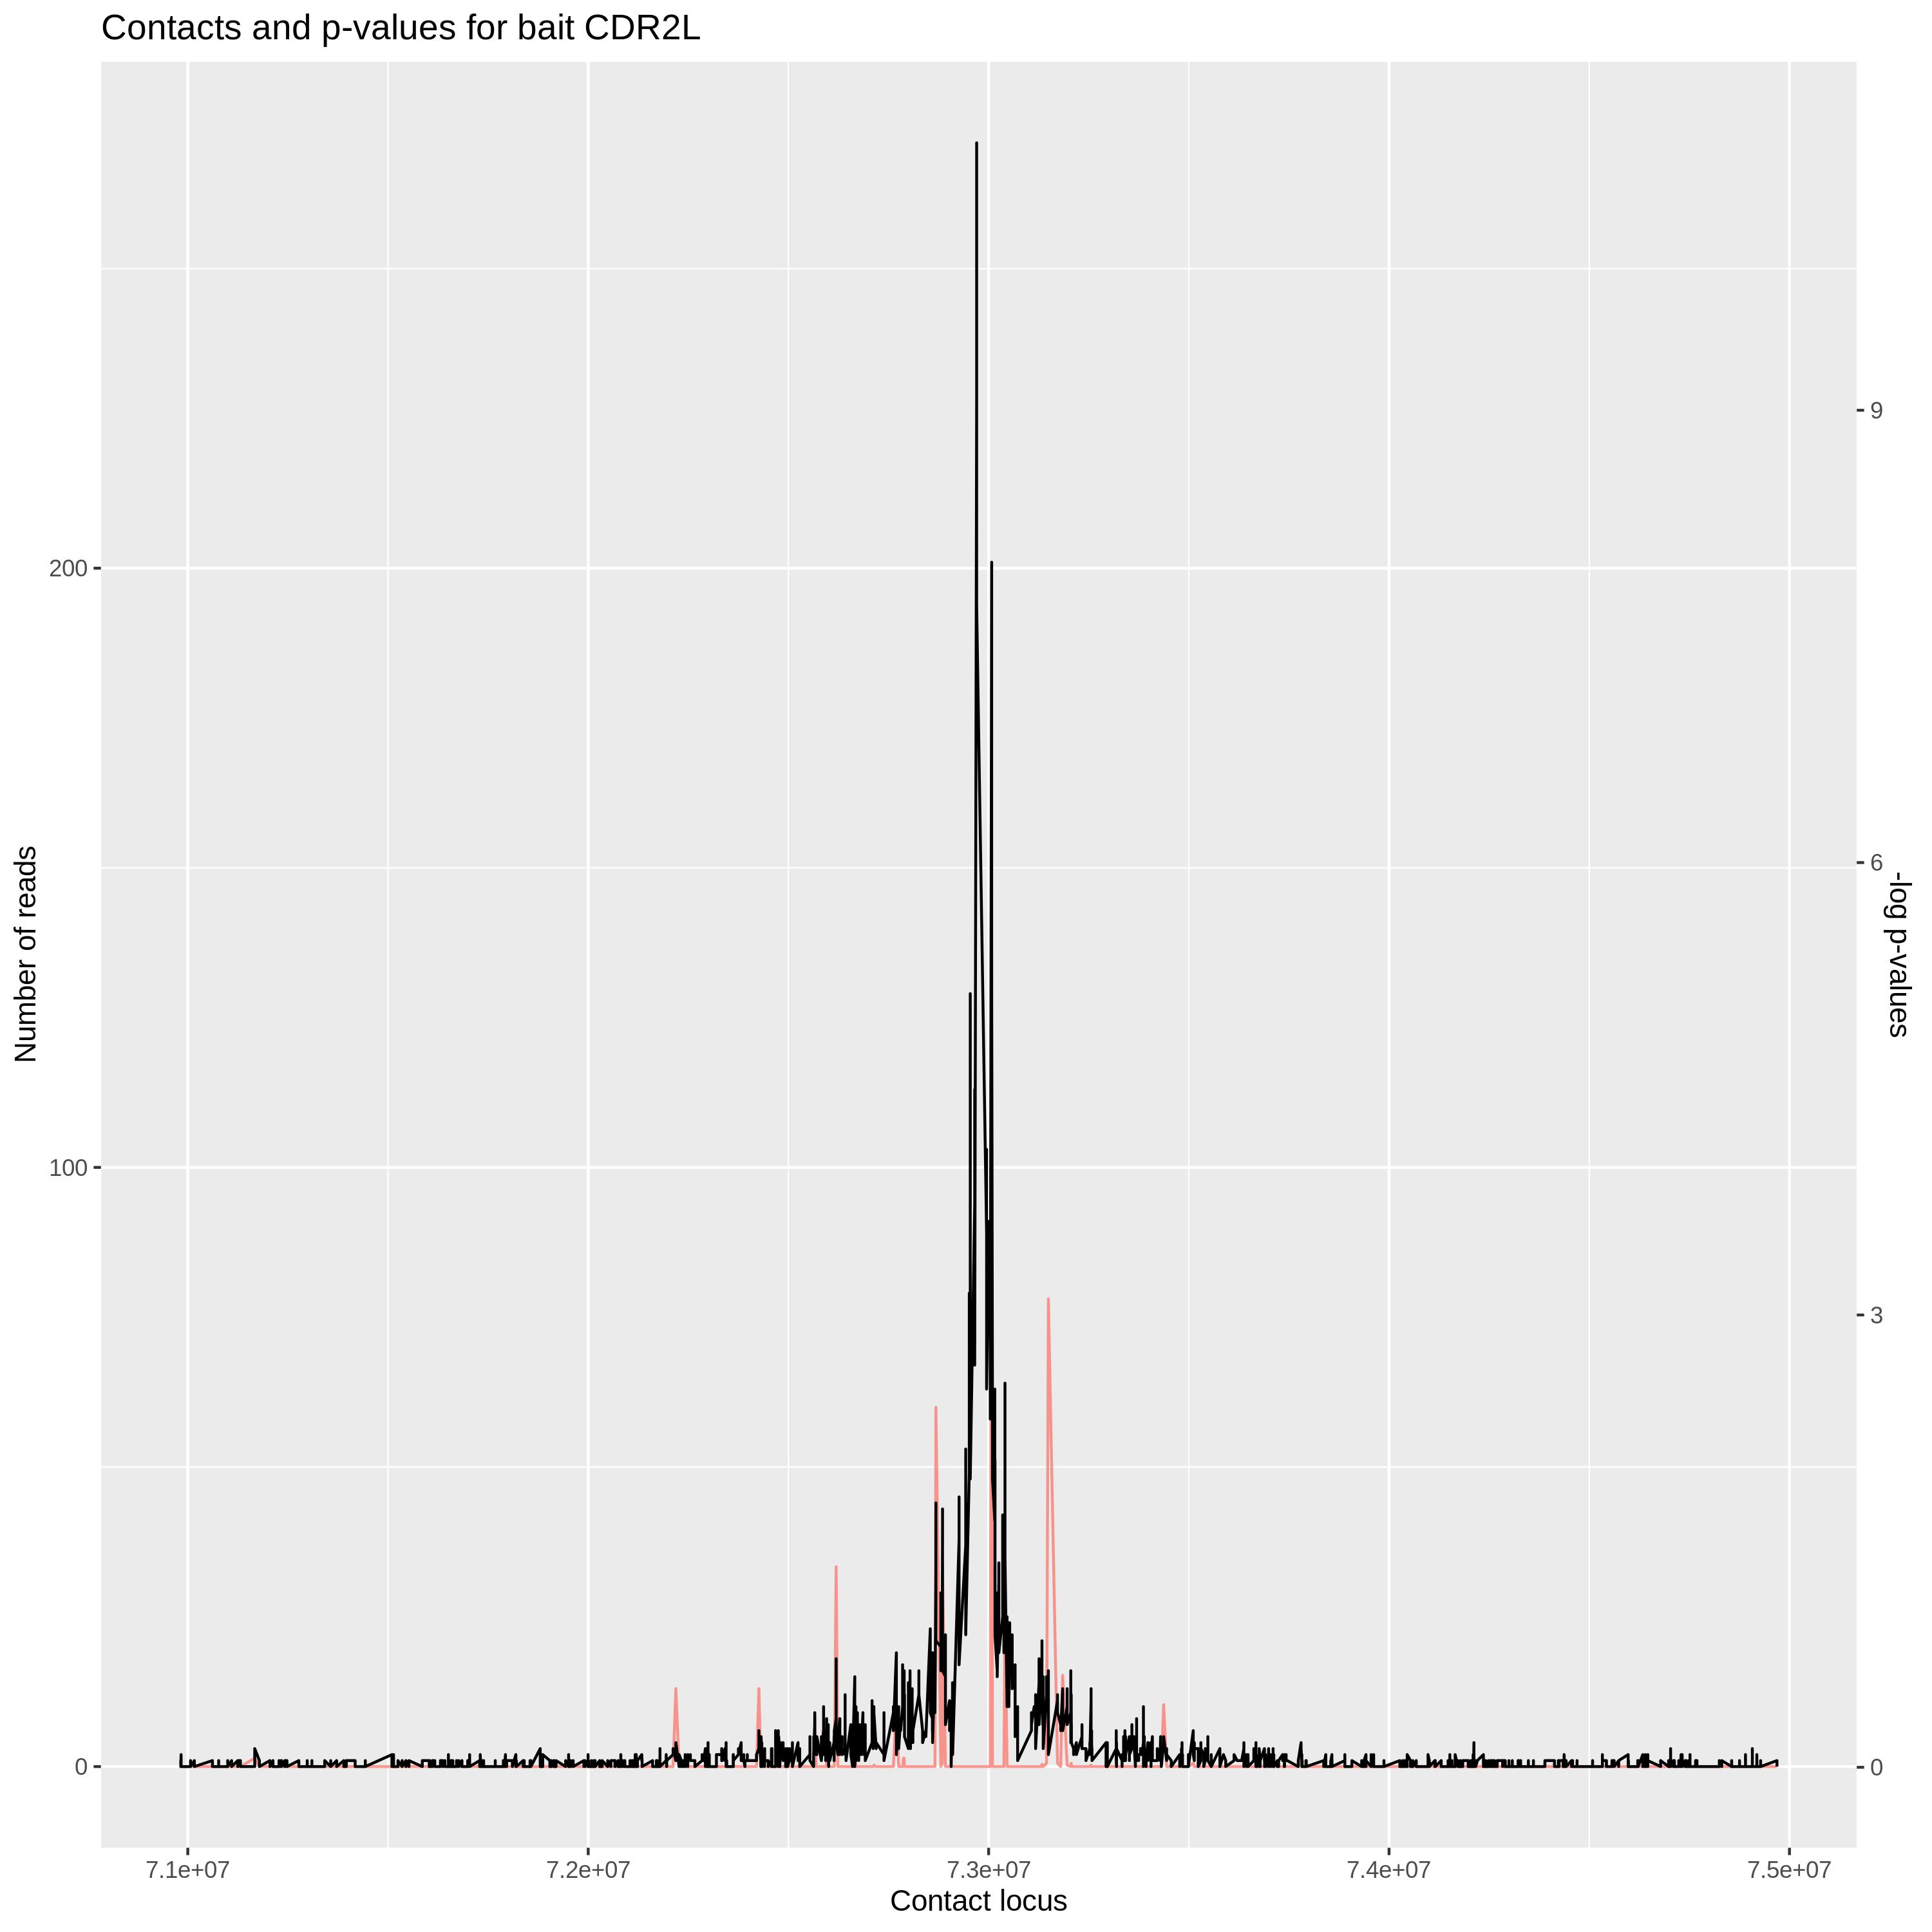 Contacts and p-values for bait CDR2L
Number of reads
200
100
0
9
6
3
0
-log p-values
7.1e+07
7.2e+07
7.3e+07
7.4e+07
7.5e+07
Contact locus